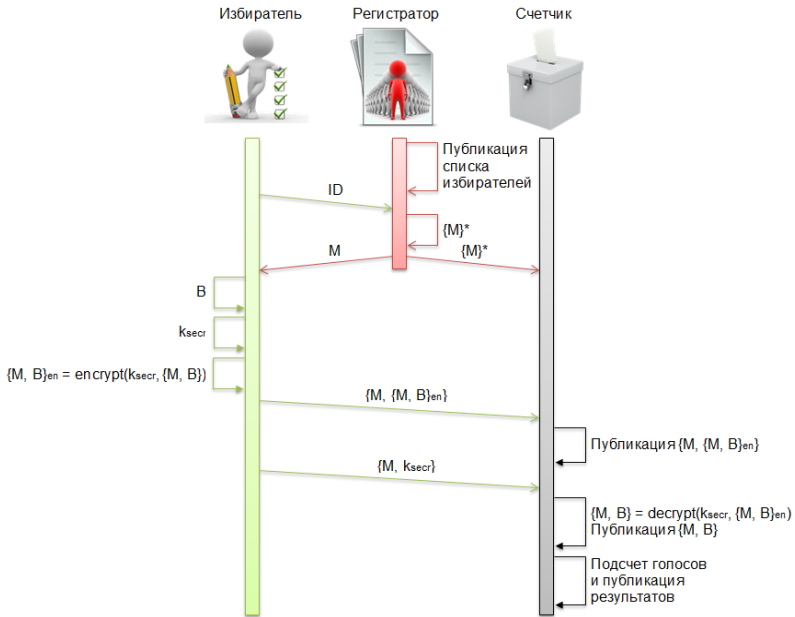 Избиратель
Регистратор
Счетчик
Публикация
списка
избирателей
ID
{M}*
M
{M}*
B
ksecr
{M, B}en = encrypt(ksecr, {M, B})
{M, {M, B}en}
Публикация {M, {M, B}en}
{M, ksecr}
{M, B} = decrypt(ksecr, {M, B}en)
Публикация {M, B}
Подсчет голосов
и публикация
результатов